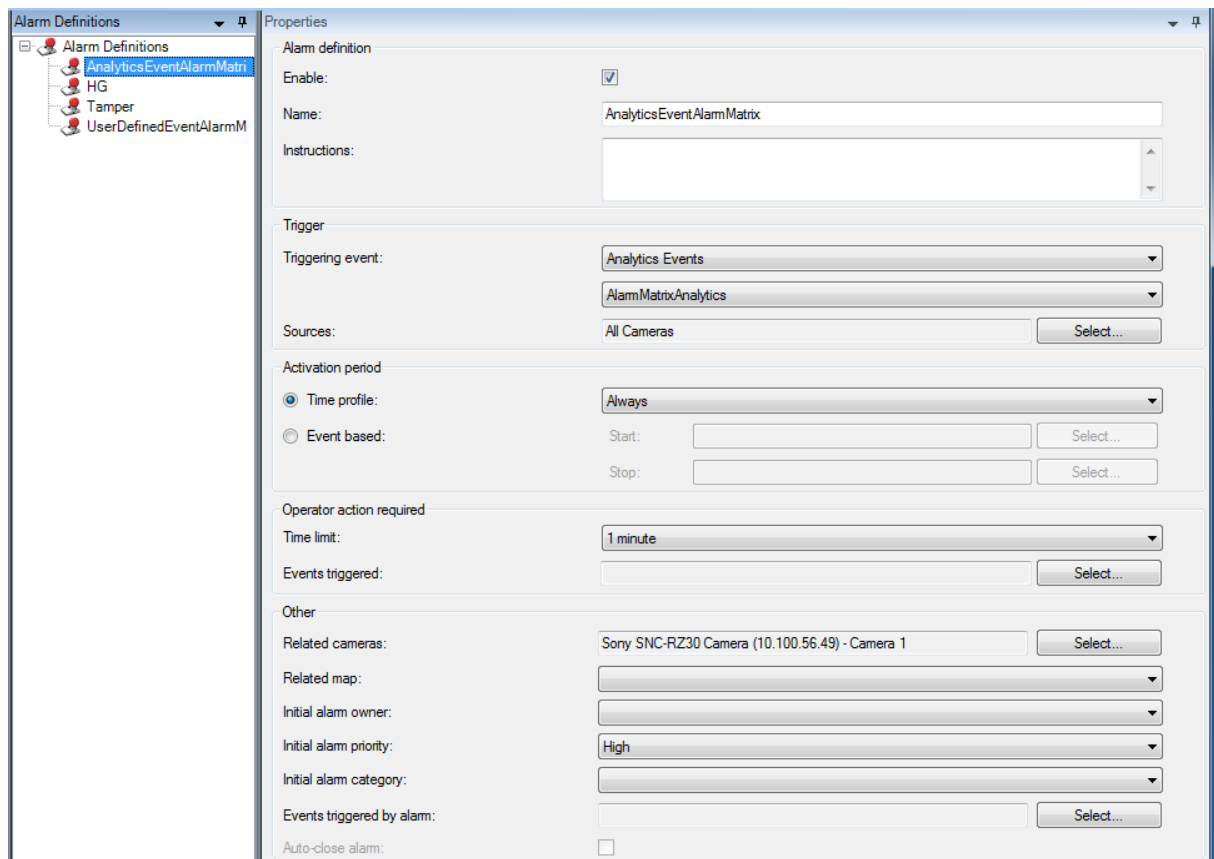 Alarm Definitions
Alarm Definitions
AnalyticsEventAlarmMatri
HG
Tamper
UserDefinedEventAlarmM
Properties
Alarm definition
Enable:
Name: AnalyticsEventAlarmMatrix
Instructions:
Trigger
Triggering event: Analytics Events
AlarmMatrixAnalytics
Sources: All Cameras Select...
Activation period
Time profile: Always
Event based: Start: Select...
Stop: Select...
Operator action required
Time limit: 1 minute
Events triggered: Select...
Other
Related cameras: Sony SNC-RZ30 Camera (10.100.56.49) - Camera 1 Select...
Related map:
Initial alarm owner:
Initial alarm priority: High
Initial alarm category:
Events triggered by alarm: Select...
Auto-close alarm: